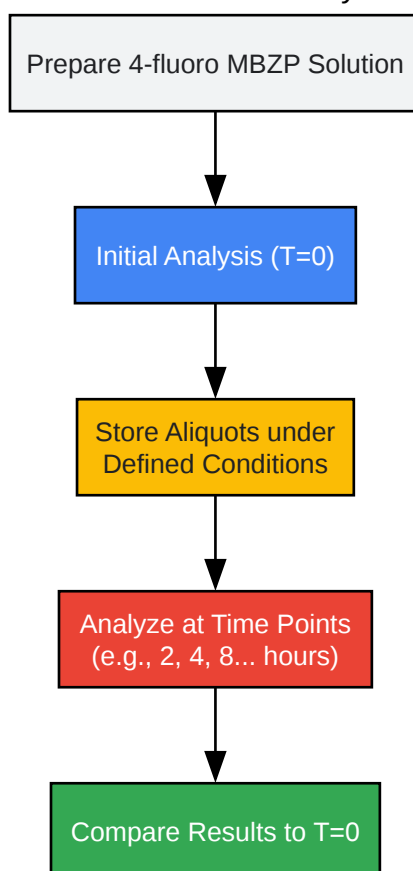 Prepare 4-fluoro MBZP Solution
Initial Analysis (T=0)
Store Aliquots under
Defined Conditions
Analyze at Time Points
(e.g., 2, 4, 8... hours)
Compare Results to T=0